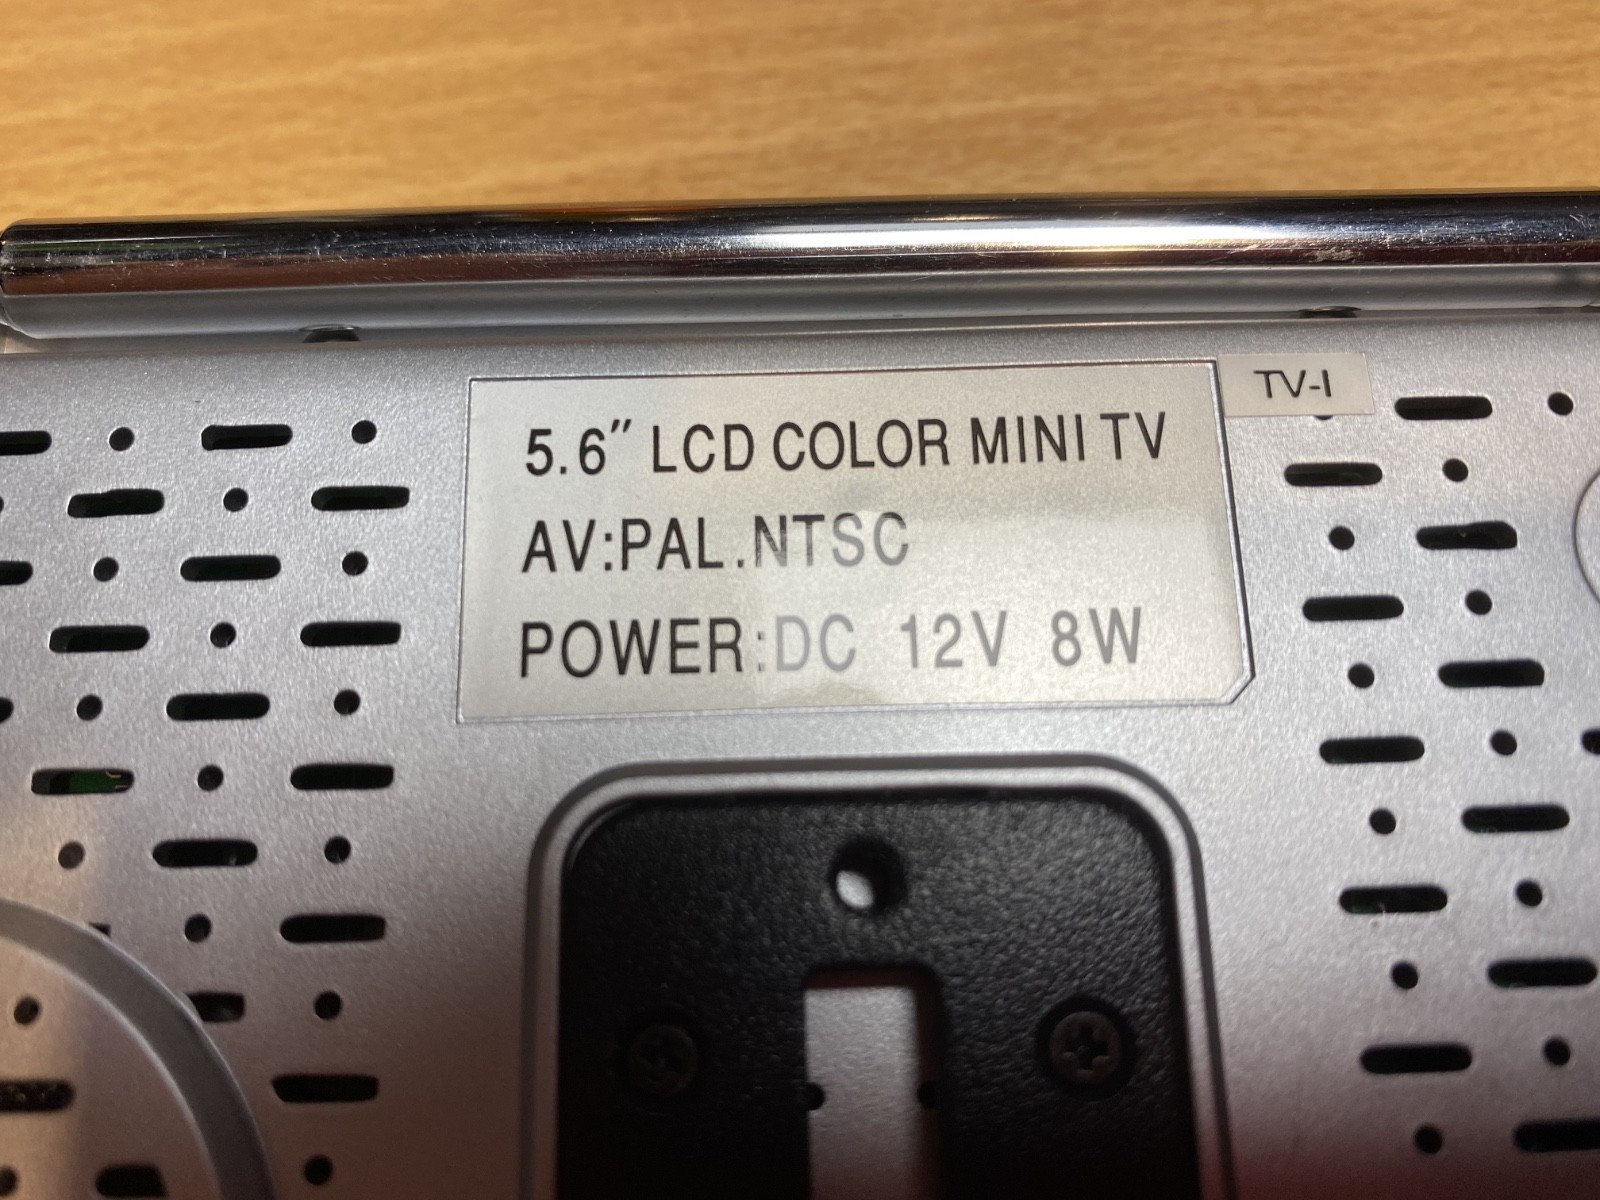 5.6" LCD COLOR MINI TV
TV-I
AV:PAL.NTSC
POWER:DC 12V 8W